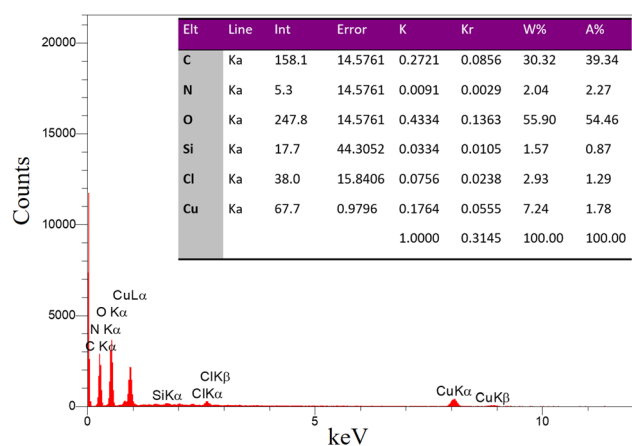 Elt Line Int Error K Kr W% A%
C Ka 158.1 14.5761 0.2721 0.0856 30.32 39.34
N Ka 5.3 14.5761 0.0091 0.0029 2.04 2.27
O Ka 247.8 14.5761 0.4334 0.1363 55.90 54.46
Si Ka 17.7 44.3052 0.0334 0.0105 1.57 0.87
Cl Ka 38.0 15.8406 0.0756 0.0238 2.93 1.29
Cu Ka 67.7 0.9796 0.1764 0.0555 7.24 1.78
1.0000 0.3145 100.00 100.00
20000
15000
10000
5000
0
Counts
CuLα
O Kα
N Kα
C Kα
SiKα
ClKβ
ClKα
CuKα
CuKβ
0 5 10
keV